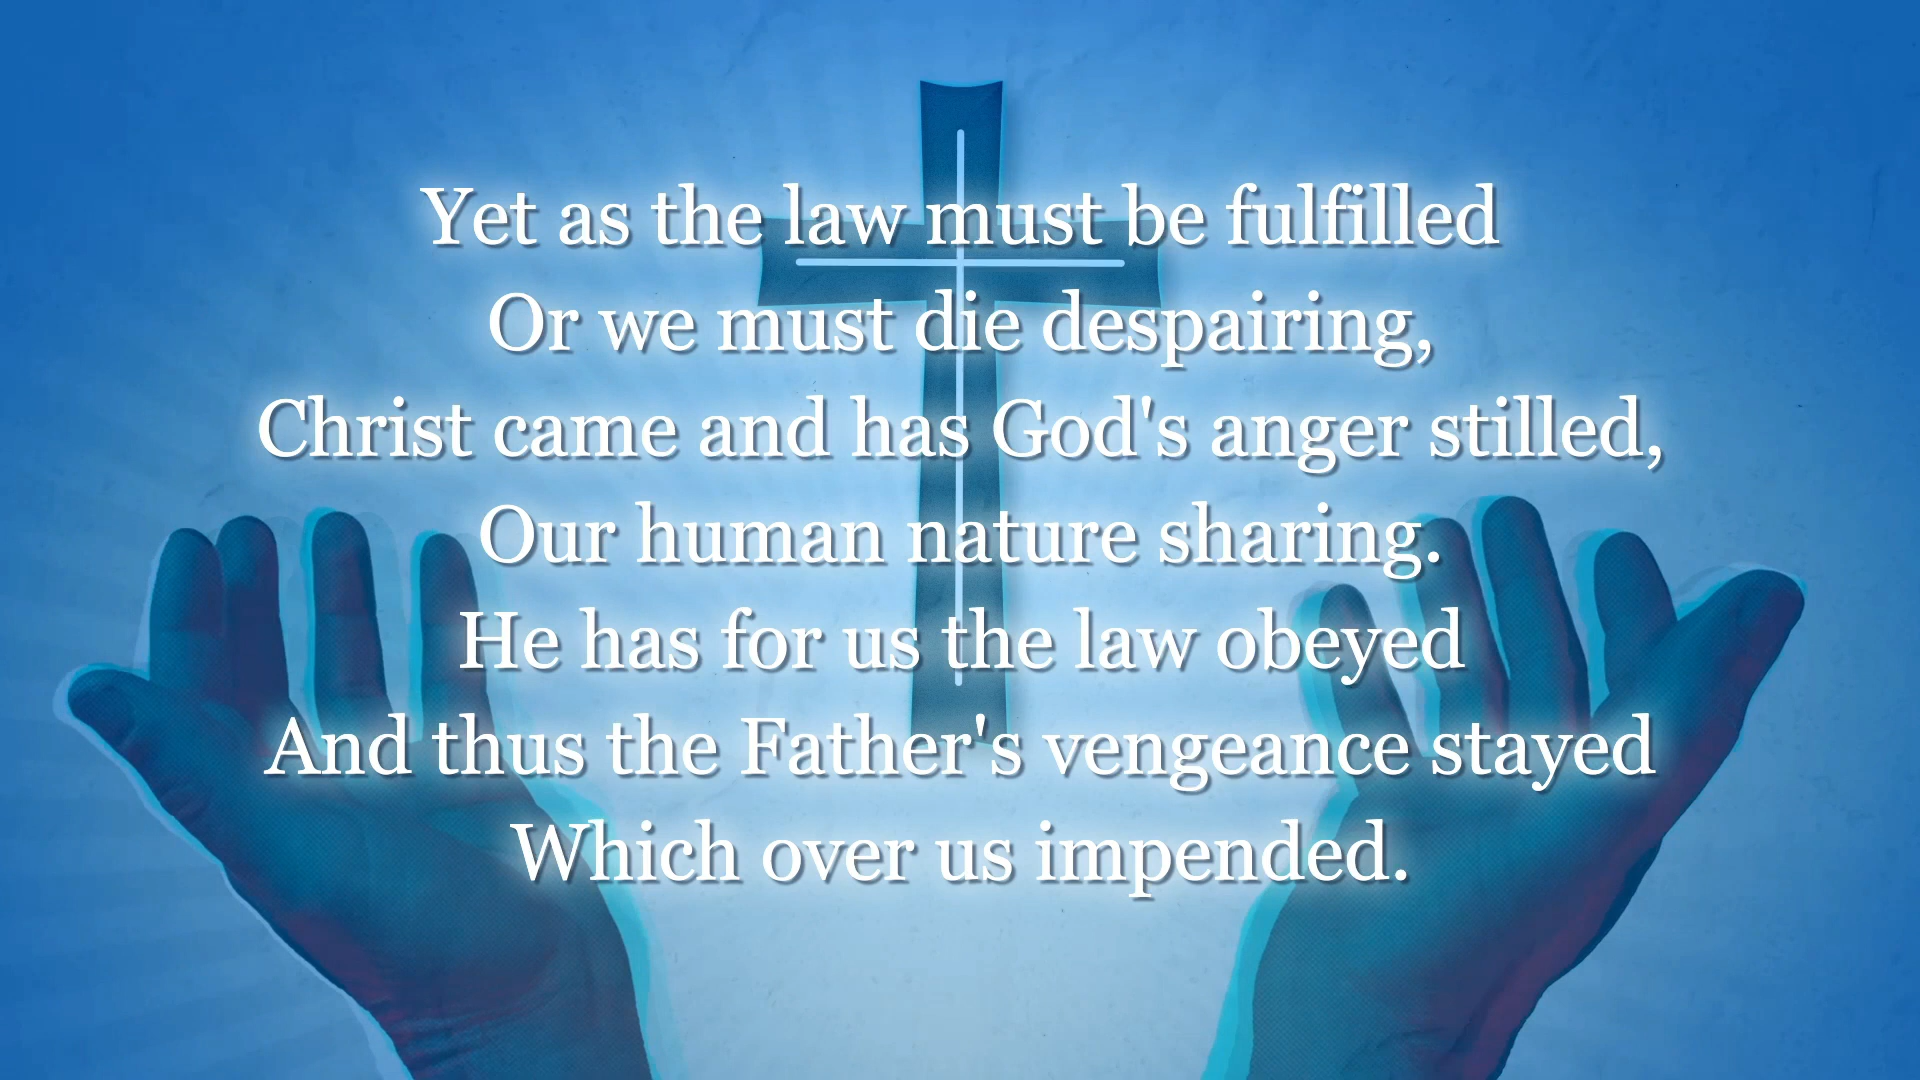 Yet as the law must be fulfilled
Or we must die despairing,
Christ came and has God's anger stilled,
Our human nature sharing.
He has for us the law obeyed
And thus the Father's vengeance stayed
Which over us impended.